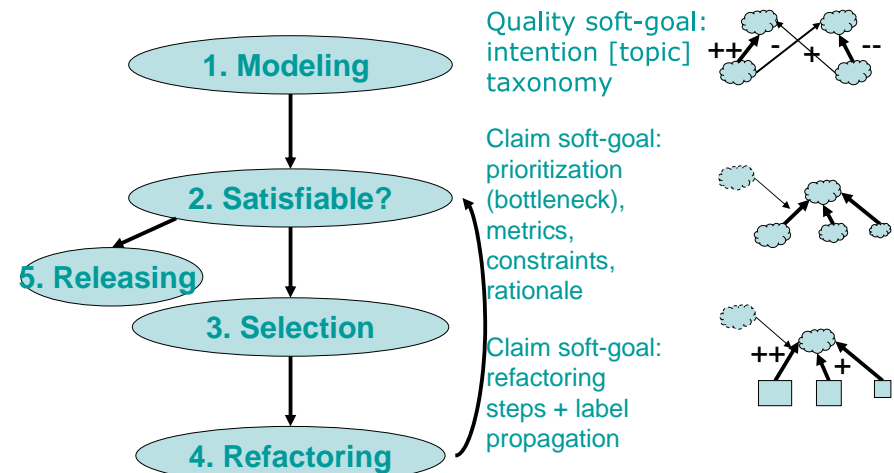 1. Modeling
2. Satisfiable?
5. Releasing
3. Selection
4. Refactoring
Quality soft-goal:
intention [topic]
taxonomy
++ - + --
Claim soft-goal:
prioritization
(bottleneck),
metrics,
constraints,
rationale
Claim soft-goal:
refactoring
steps + label
propagation
++ +